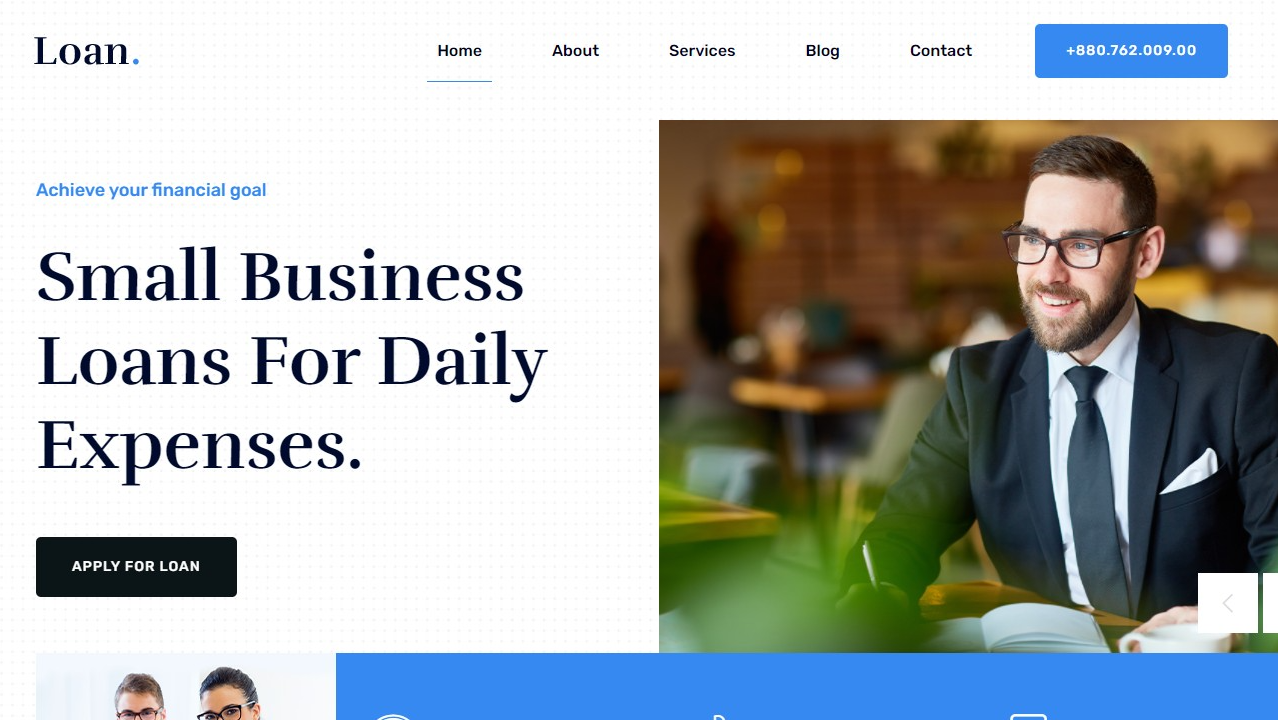 Loan.
Home
About
Services
Blog
Contact
+880.762.009.00
Achieve your financial goal
Small Business
Loans For Daily
Expenses.
APPLY FOR LOAN